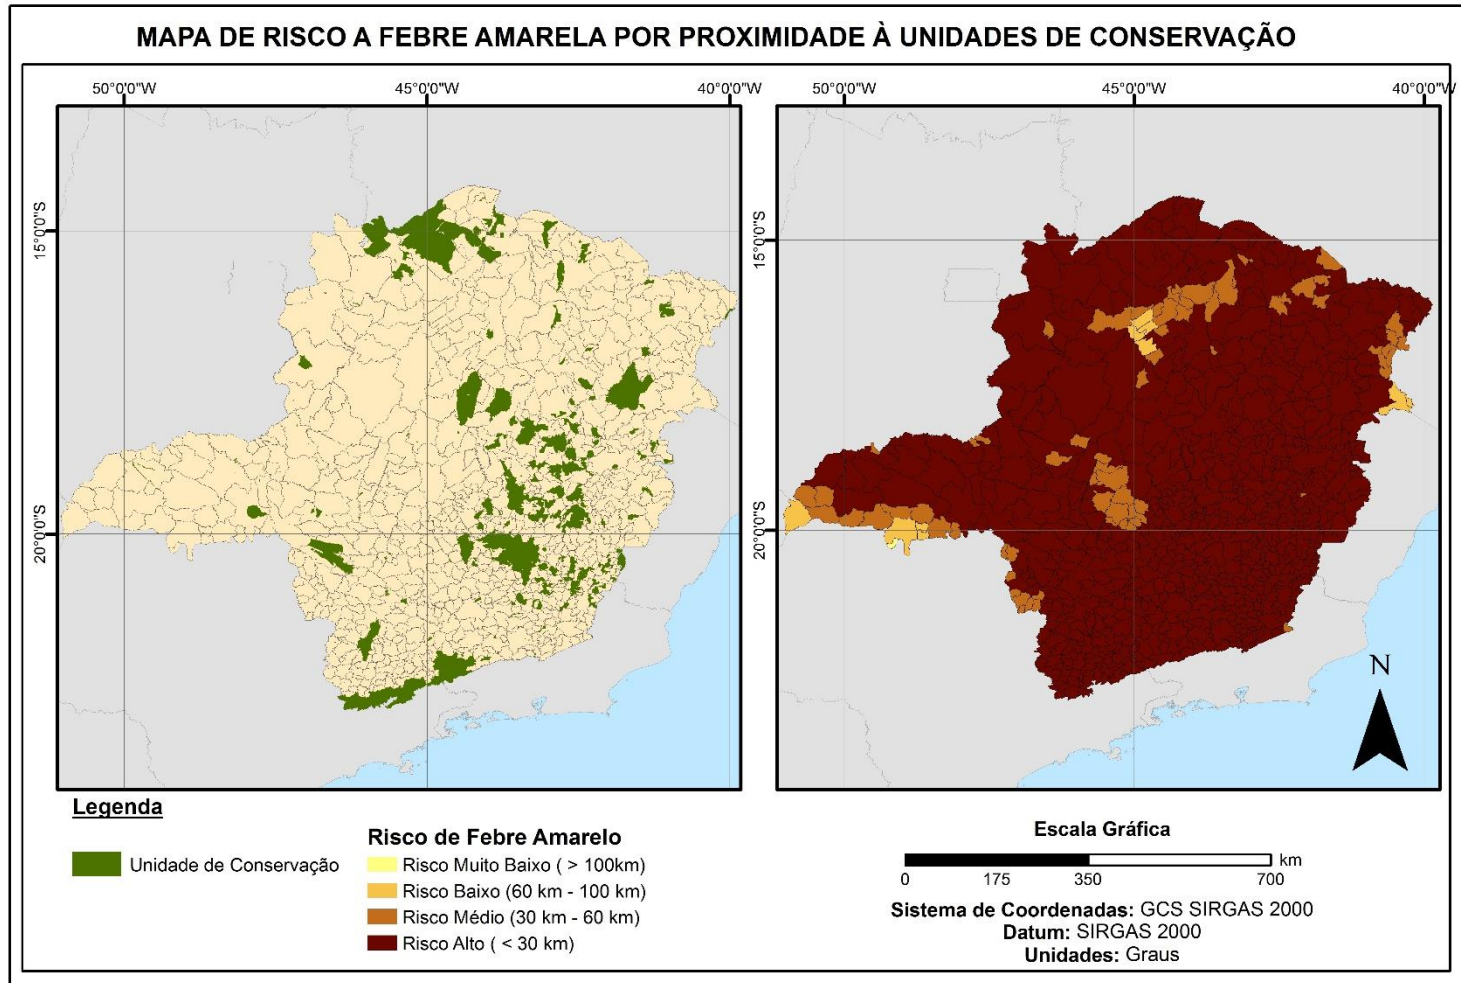 MAPA DE RISCO A FEBRE AMARELA POR PROXIMIDADE À UNIDADES DE CONSERVAÇÃO
50°0'0"W 45°0'0"W 40°0'0"W
50°0'0"W 45°0'0"W 40°0'0"W
15°0'0"S
20°0'0"S
15°0'0"S
20°0'0"S
N
Legenda
Unidade de Conservação
Risco de Febre Amarelo
Risco Muito Baixo ( > 100km)
Risco Baixo (60 km - 100 km)
Risco Médio (30 km - 60 km)
Risco Alto ( < 30 km)
Escala Gráfica
km
0 175 350 700
Sistema de Coordenadas: GCS SIRGAS 2000
Datum: SIRGAS 2000
Unidades: Graus